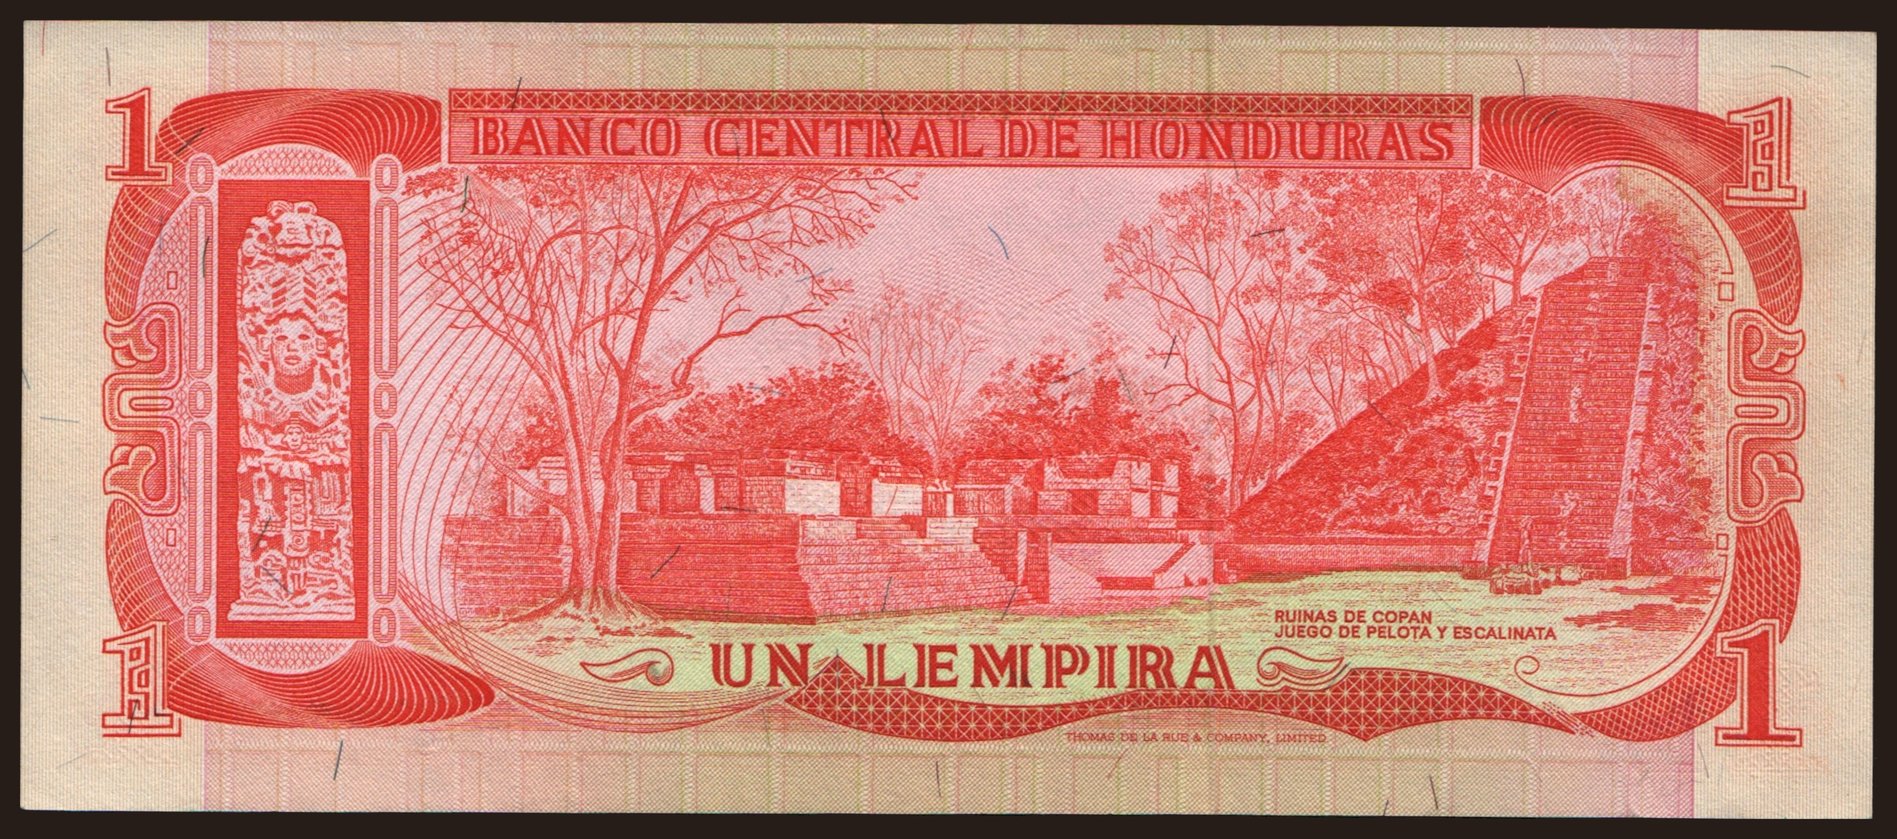 1
BANCO CENTRAL DE HONDURAS
1
RUINAS DE COPAN
JUEGO DE PELOTA Y ESCALINATA
1
UN LEMPIRA
1
THOMAS DE LA RUE & COMPANY, LIMITED